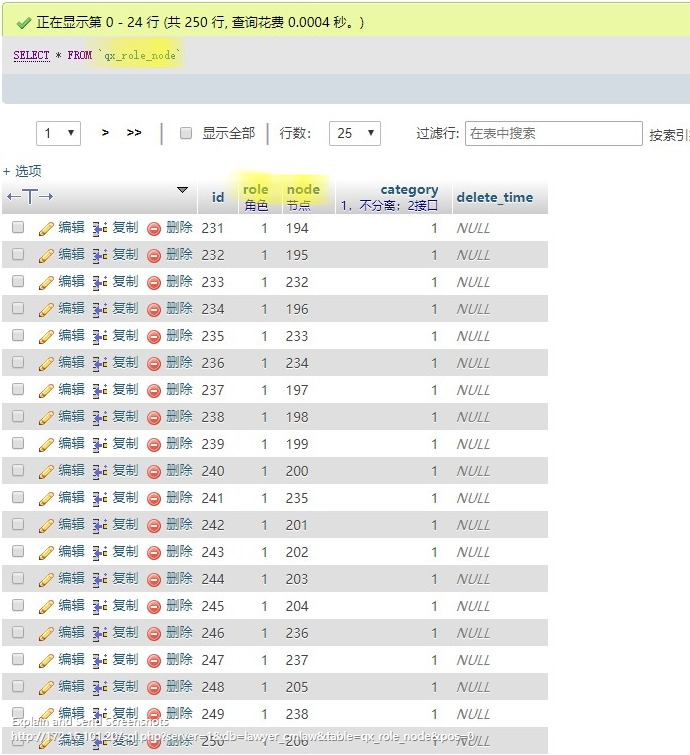 正在显示第 0 - 24 行 (共 250 行, 查询花费 0.0004 秒。)
SELECT * FROM `qx_role_node`
1 > >> | 显示全部 | 行数: 25 过滤行: 在表中搜索 按索引
+ 选项
←T→ id role node category delete_time
角色 节点 1, 不分离; 2接口
编辑 复制 删除 231 1 194 1 NULL
编辑 复制 删除 232 1 195 1 NULL
编辑 复制 删除 233 1 232 1 NULL
编辑 复制 删除 234 1 196 1 NULL
编辑 复制 删除 235 1 233 1 NULL
编辑 复制 删除 236 1 234 1 NULL
编辑 复制 删除 237 1 197 1 NULL
编辑 复制 删除 238 1 198 1 NULL
编辑 复制 删除 239 1 199 1 NULL
编辑 复制 删除 240 1 200 1 NULL
编辑 复制 删除 241 1 235 1 NULL
编辑 复制 删除 242 1 201 1 NULL
编辑 复制 删除 243 1 202 1 NULL
编辑 复制 删除 244 1 203 1 NULL
编辑 复制 删除 245 1 204 1 NULL
编辑 复制 删除 246 1 236 1 NULL
编辑 复制 删除 247 1 237 1 NULL
编辑 复制 删除 248 1 205 1 NULL
编辑 复制 删除 249 1 238 1 NULL
Explain and Send Screenshots
编辑 复制 删除 250 1 206 1 NULL